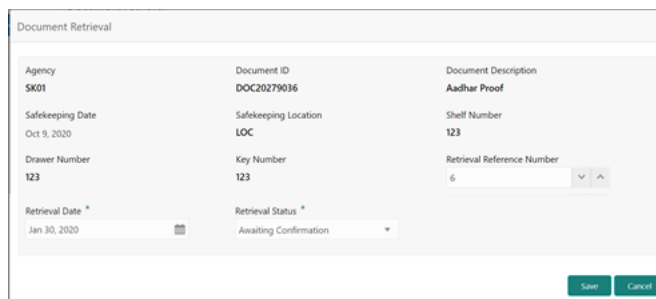 Document Retrieval
Agency Document ID Document Description
SK01 DOC20279036 Aadhar Proof
Safekeeping Date Safekeeping Location Shelf Number
Oct 9, 2020 LOC 123
Drawer Number Key Number Retrieval Reference Number
123 123 6
Retrieval Date * Retrieval Status *
Jan 30, 2020 Awaiting Confirmation
Save Cancel